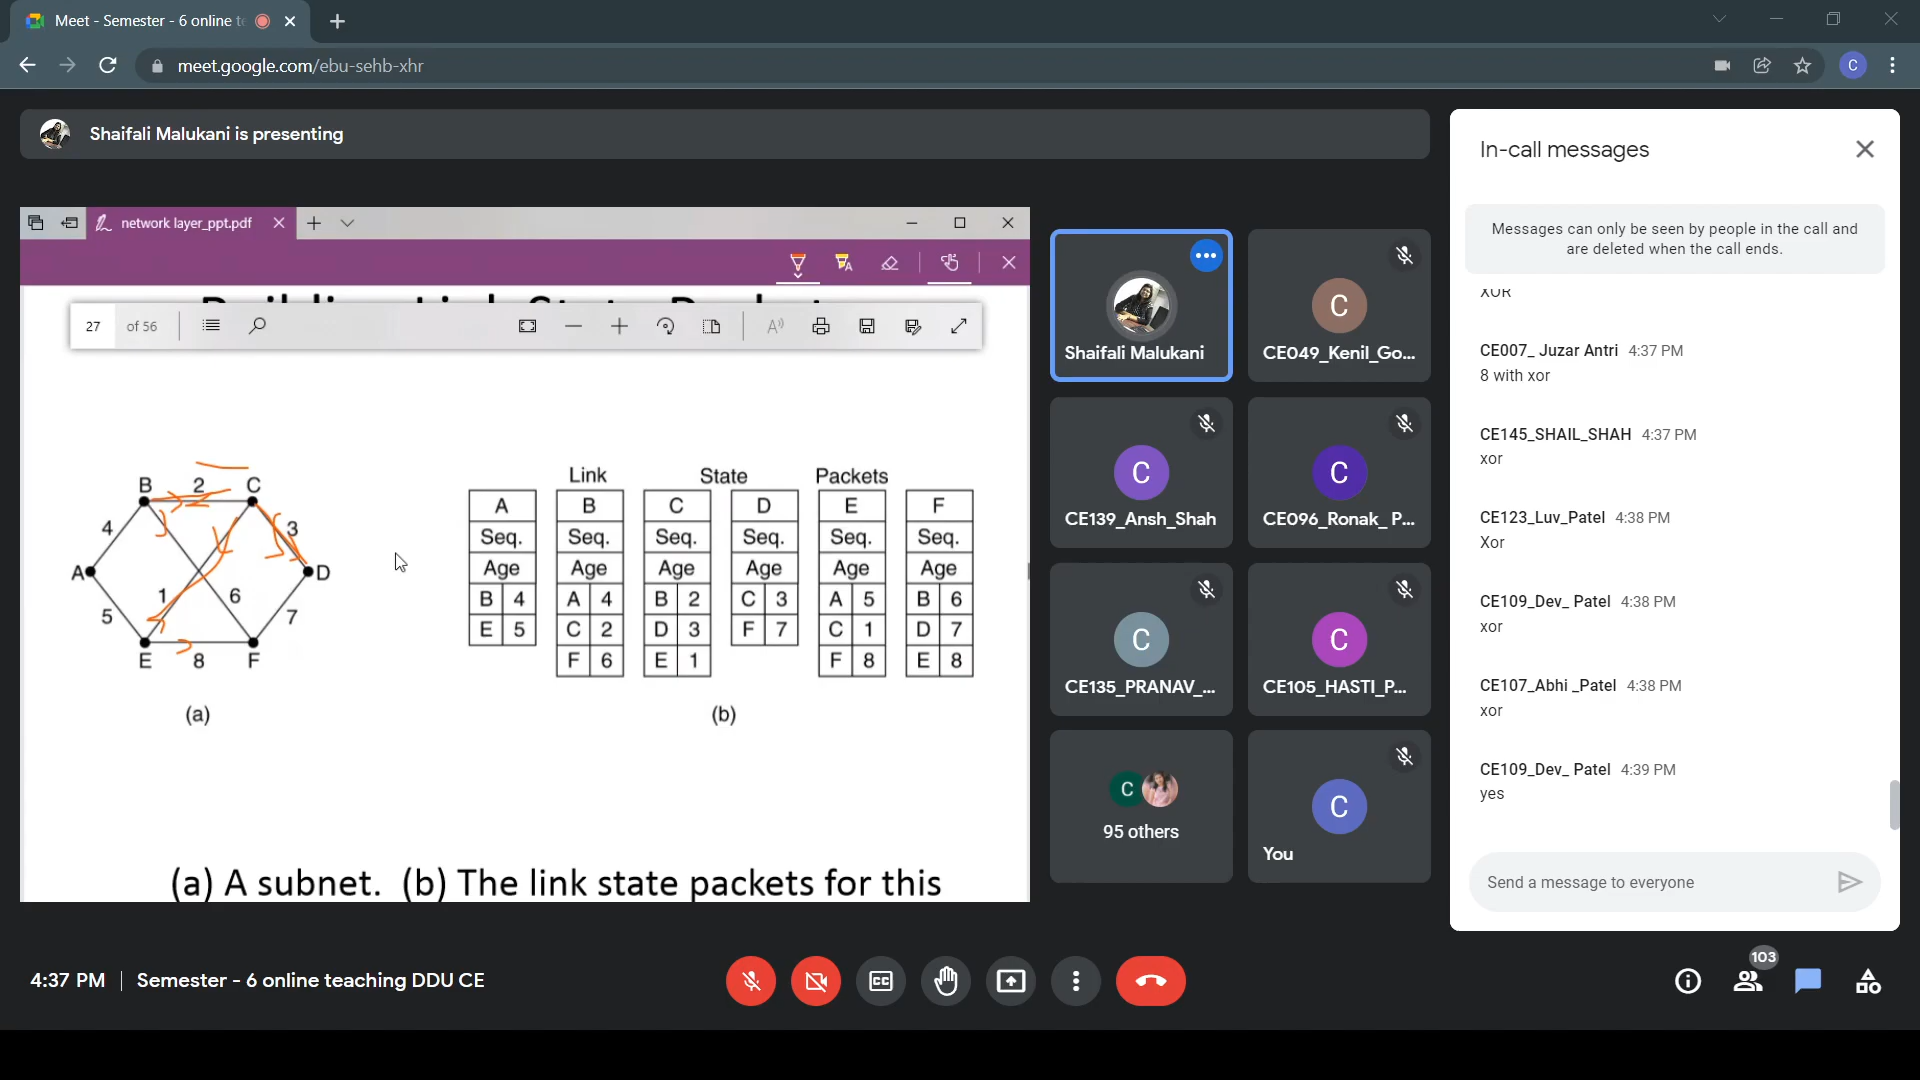 Meet - Semester - 6 online te
meet.google.com/ebu-sehb-xhr
C
Shaifali Malukani is presenting
network layer_ppt.pdf
27 of 56
Link State Packets
B 2 C
4 3
A D
1 6
5 7
E 8 F
(a)
A B C D E F
Seq. Seq. Seq. Seq. Seq. Seq.
Age Age Age Age Age Age
B 4 A 4 B 2 C 3 A 5 B 6
E 5 C 2 D 3 F 7 C 1 D 7
F 6 E 1 F 8 E 8
(b)
(a) A subnet. (b) The link state packets for this
Shaifali Malukani
C
CE049_Kenil_Go...
C
CE139_Ansh_Shah
C
CE096_Ronak_ P...
C
CE135_PRANAV_...
C
CE105_HASTI_P...
C
95 others
C
You
In-call messages
Messages can only be seen by people in the call and
are deleted when the call ends.
XOR
CE007_ Juzar Antri 4:37 PM
8 with xor
CE145_SHAIL_SHAH 4:37 PM
xor
CE123_Luv_Patel 4:38 PM
Xor
CE109_Dev_ Patel 4:38 PM
xor
CE107_Abhi _Patel 4:38 PM
xor
CE109_Dev_ Patel 4:39 PM
yes
Send a message to everyone
4:37 PM | Semester - 6 online teaching DDU CE
103